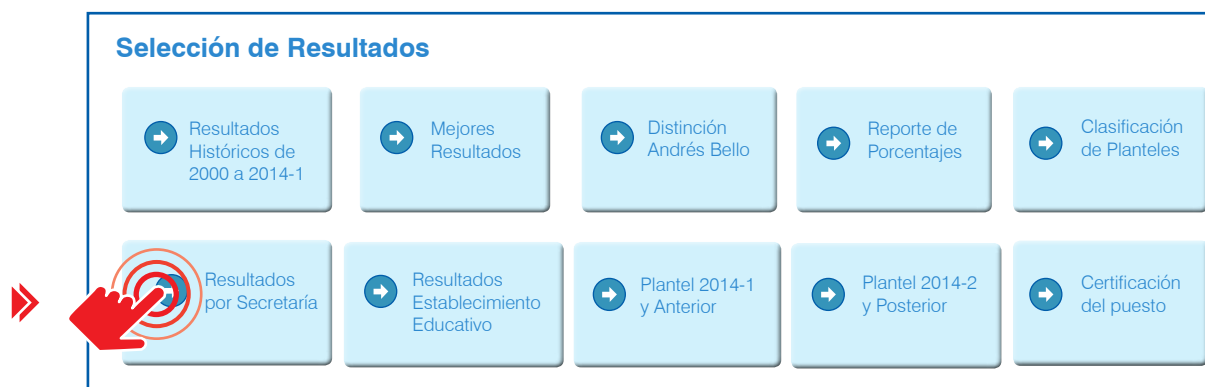 Selección de Resultados
Resultados
Históricos de
2000 a 2014-1
Mejores
Resultados
Distinción
Andrés Bello
Reporte de
Porcentajes
Clasificación
de Planteles
Resultados
por Secretaría
Resultados
Establecimiento
Educativo
Plantel 2014-1
y Anterior
Plantel 2014-2
y Posterior
Certificación
del puesto